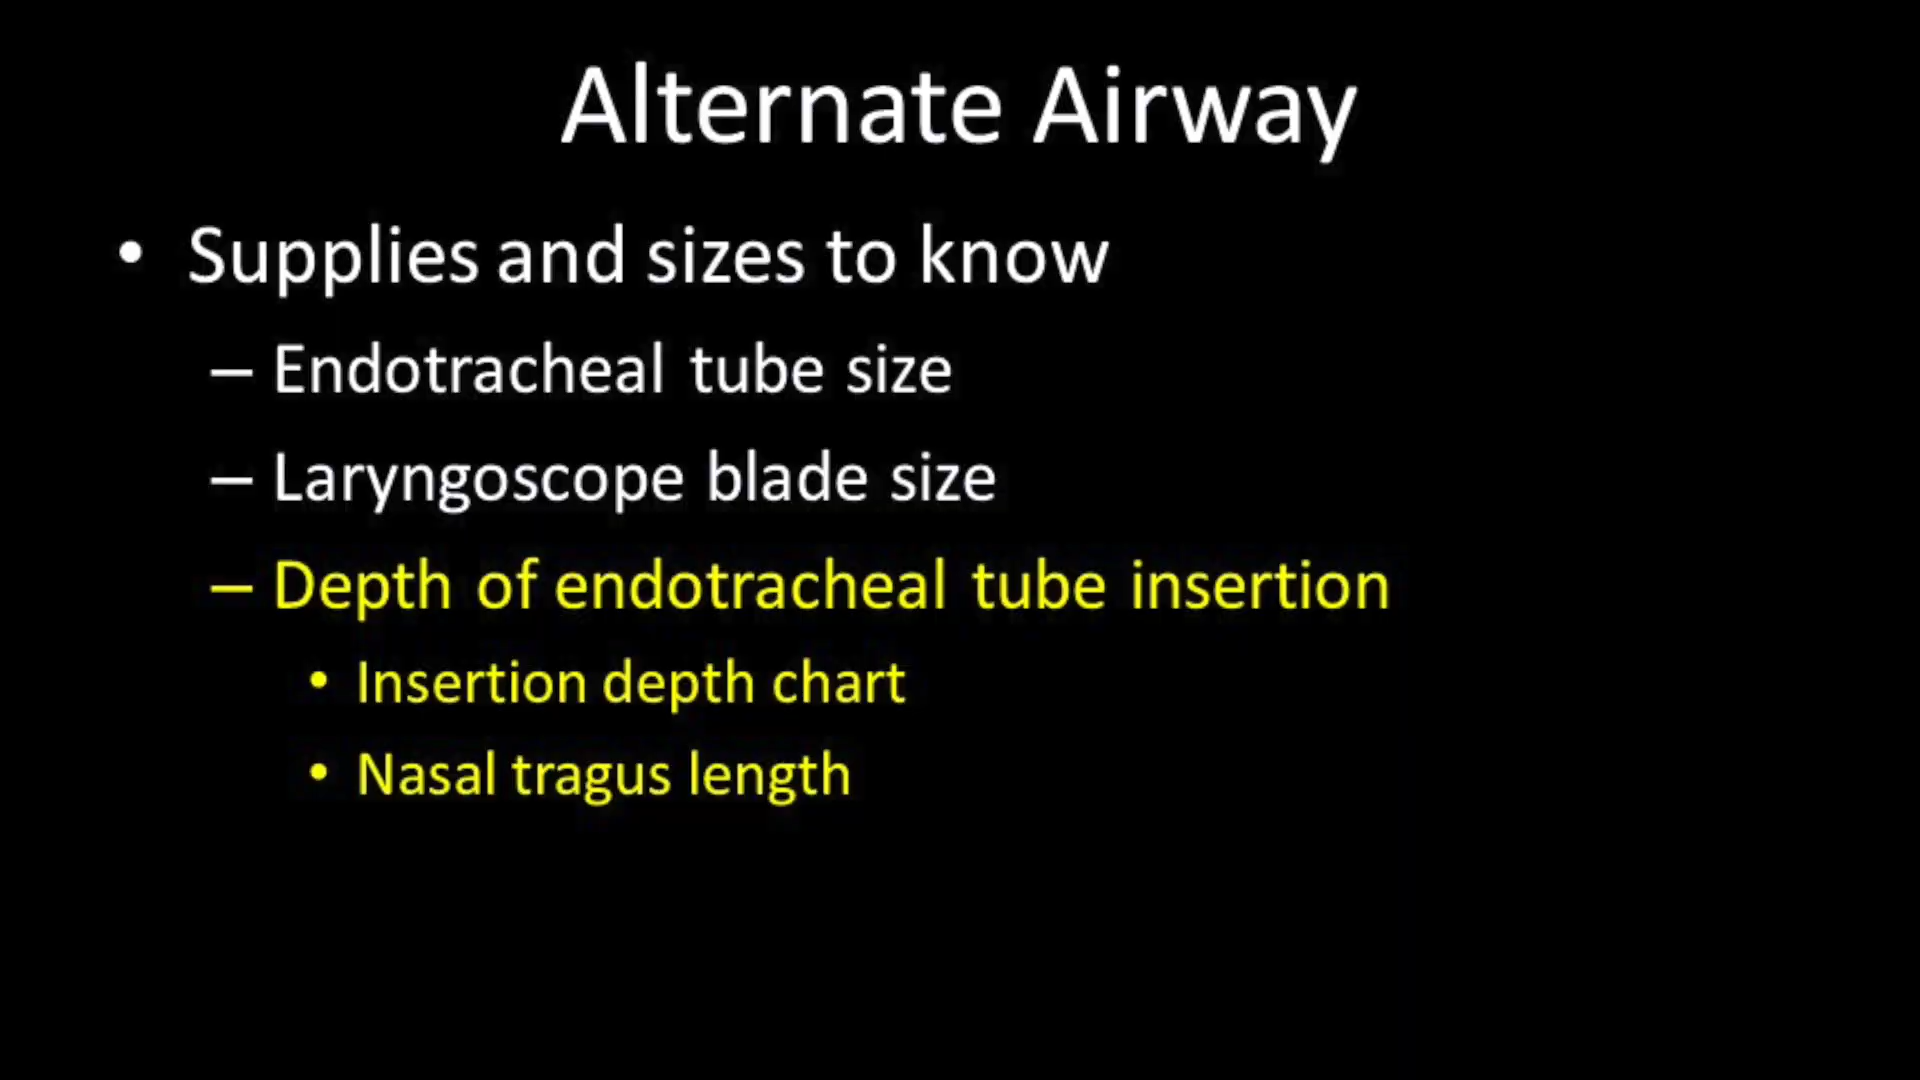 Alternate Airway
• Supplies and sizes to know
– Endotracheal tube size
– Laryngoscope blade size
– Depth of endotracheal tube insertion
• Insertion depth chart
• Nasal tragus length